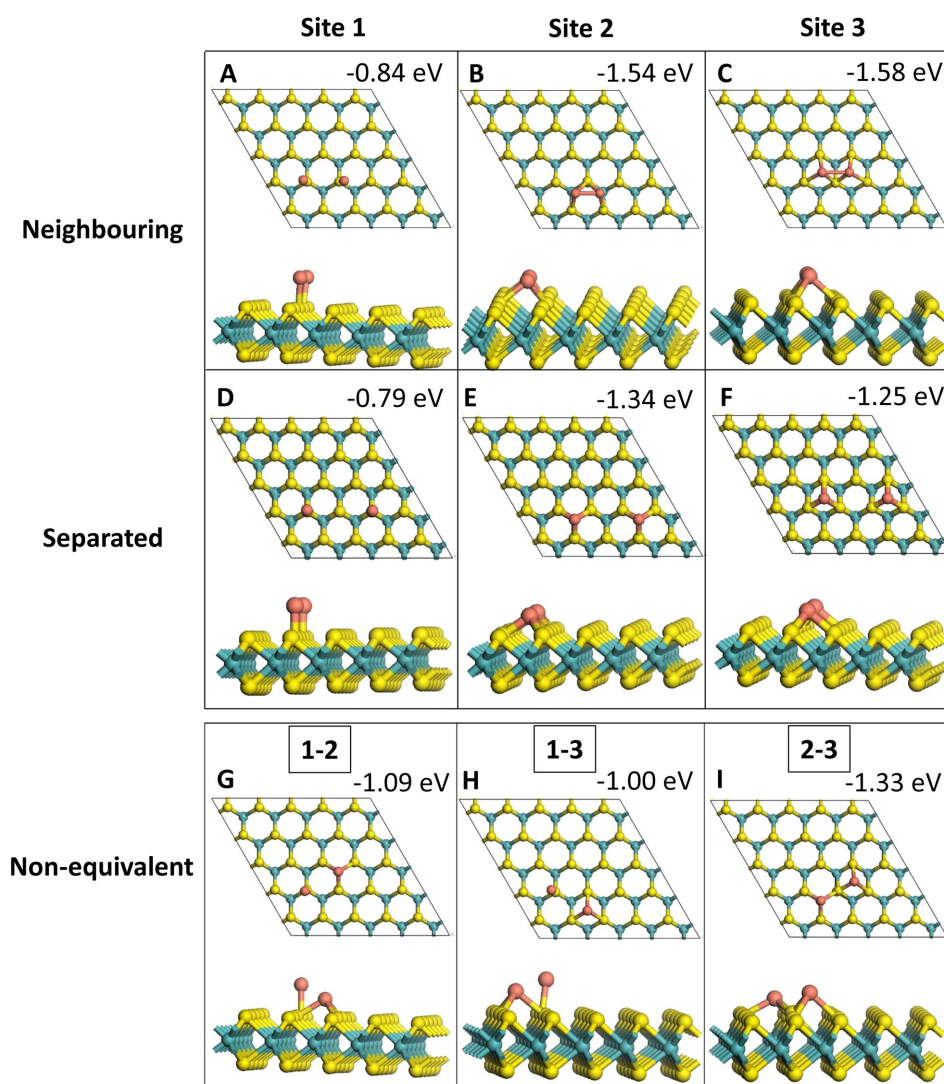 Site 1 Site 2 Site 3
A -0.84 eV B -1.54 eV C -1.58 eV
Neighbouring
D -0.79 eV E -1.34 eV F -1.25 eV
Separated
1-2 1-3 2-3
G -1.09 eV H -1.00 eV I -1.33 eV
Non-equivalent